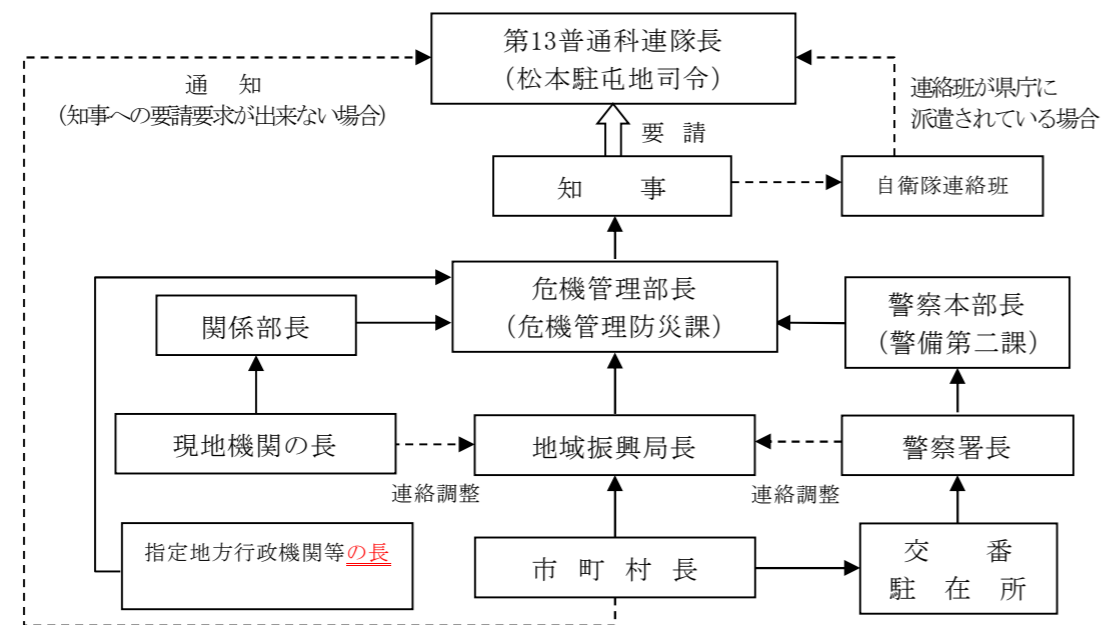 第13普通科連隊長
（松本駐屯地司令）
通　知
（知事への要請要求が出来ない場合）
連絡班が県庁に
派遣されている場合
要 請
知　　事
自衛隊連絡班
危機管理部長
（危機管理防災課）
関係部長
警察本部長
（警備第二課）
現地機関の長
地域振興局長
警察署長
連絡調整
連絡調整
指定地方行政機関等の長
市 町 村 長
交　　番
駐 在 所